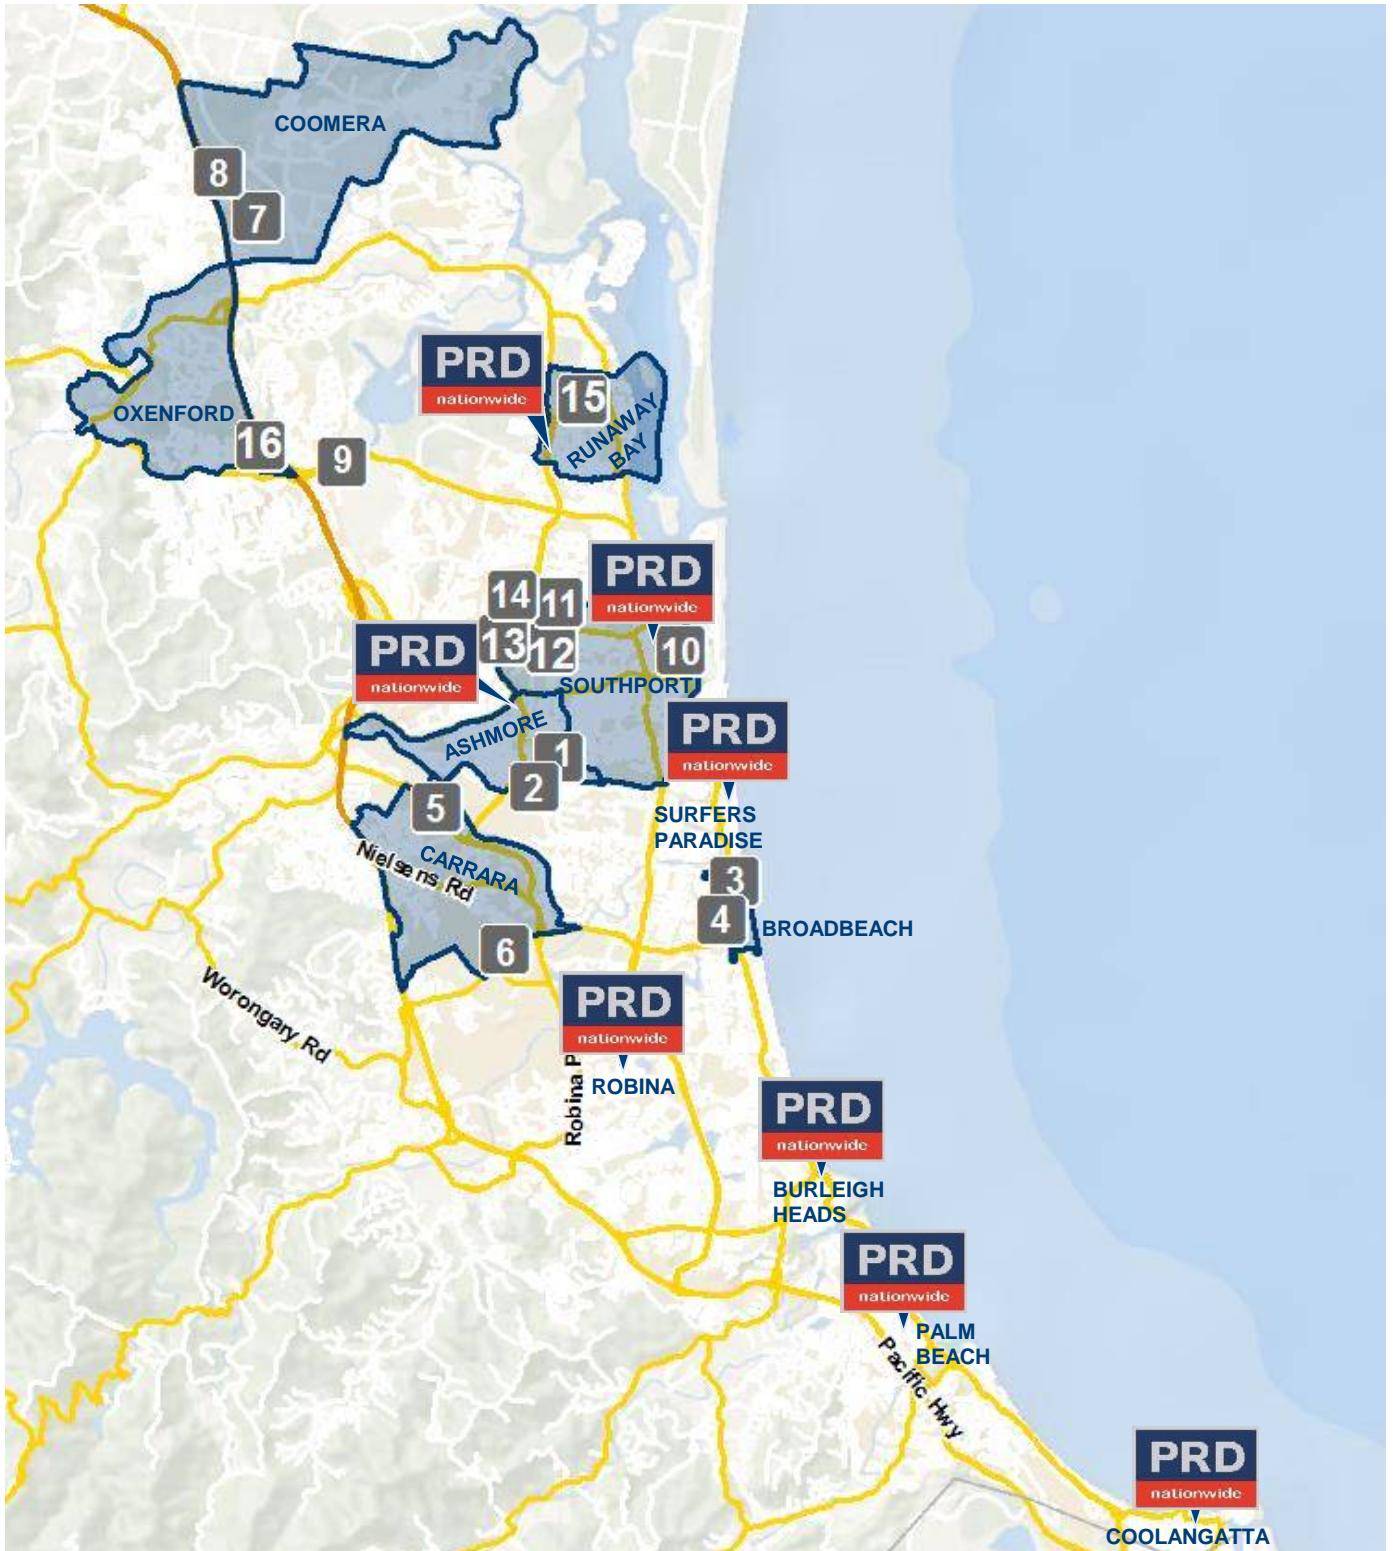 COOMERA
8
7
PRD
nationwide
15
OXENFORD
RUNAWAY
BAY
16
9
PRD
nationwide
14
11
13
12
10
PRD
nationwide
SOUTHPORT
ASHMORE
PRD
nationwide
1
2
5
SURFERS
PARADISE
Nielsens Rd
CARRARA
3
4
BROADBEACH
6
Worongary Rd
PRD
nationwide
Robina P
ROBINA
PRD
nationwide
BURLEIGH
HEADS
PRD
nationwide
PALM
BEACH
Pacific Hwy
PRD
nationwide
COOLANGATTA